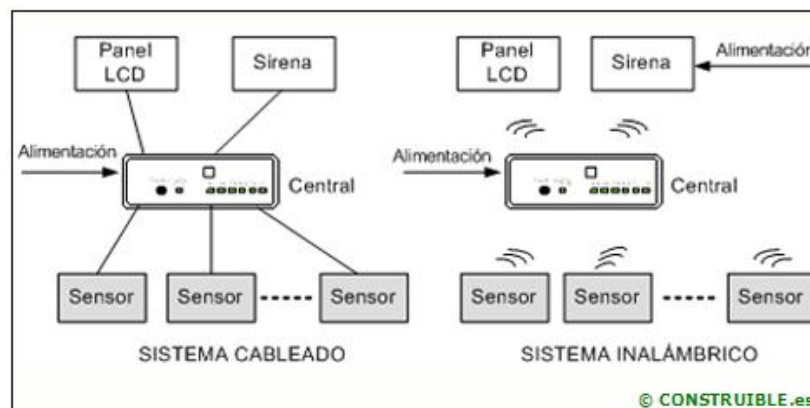 Panel
LCD
Sirena
Alimentación
Central
Sensor
Sensor
Sensor
SISTEMA CABLEADO
Panel
LCD
Sirena
Alimentación
Alimentación
Central
Sensor
Sensor
Sensor
SISTEMA INALÁMBRICO
© CONSTRUIBLE.es